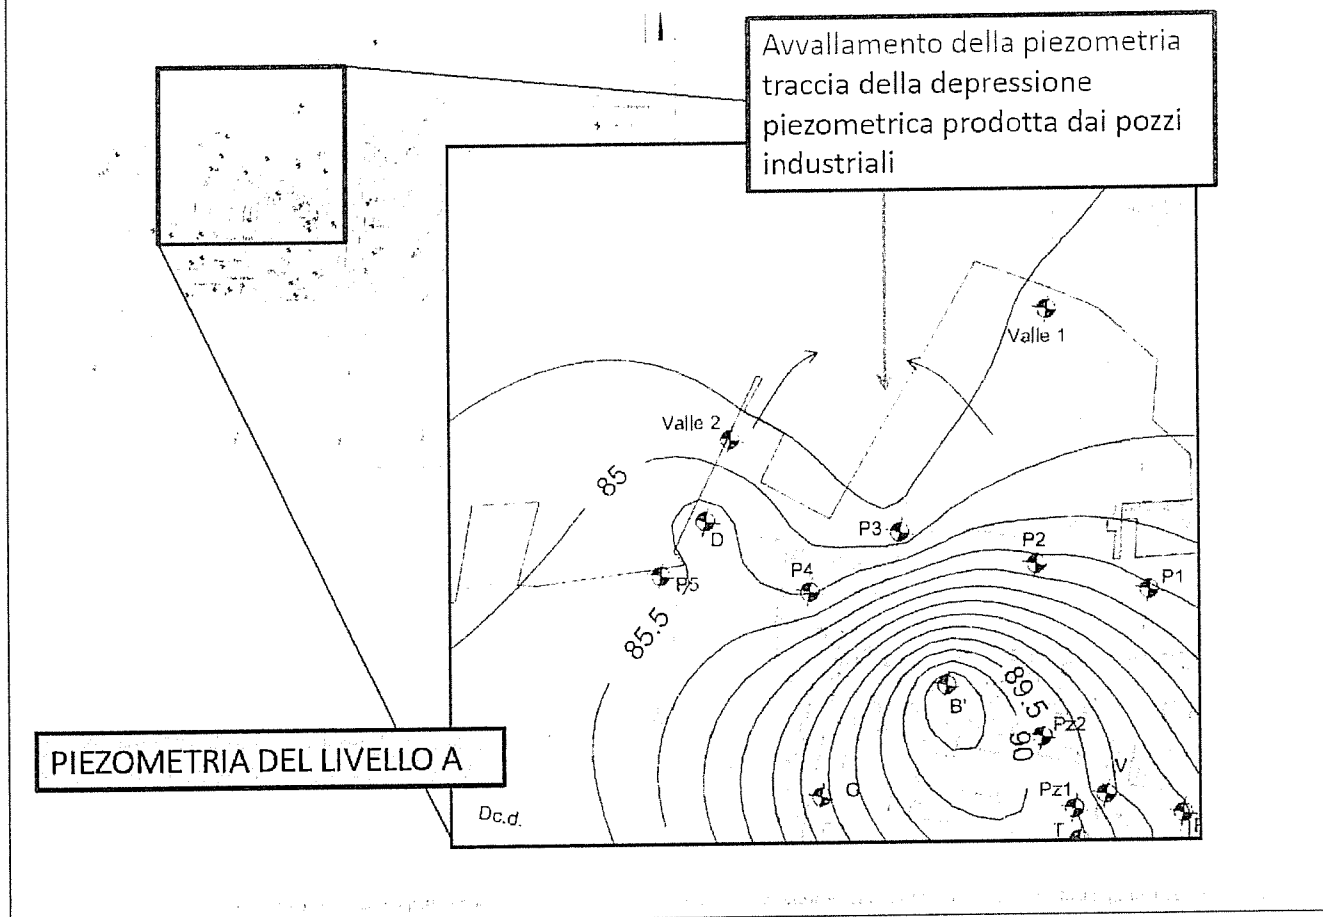 Avvallamento della piezometria
traccia della depressione
piezometrica prodotta dai pozzi
industriali
Valle 1
Valle 2
85
D
P3
P2
P5
P4
P1
85.5
89.5
B'
Pz2
90
PIEZOMETRIA DEL LIVELLO A
V
Pz1
Dc.d.
T